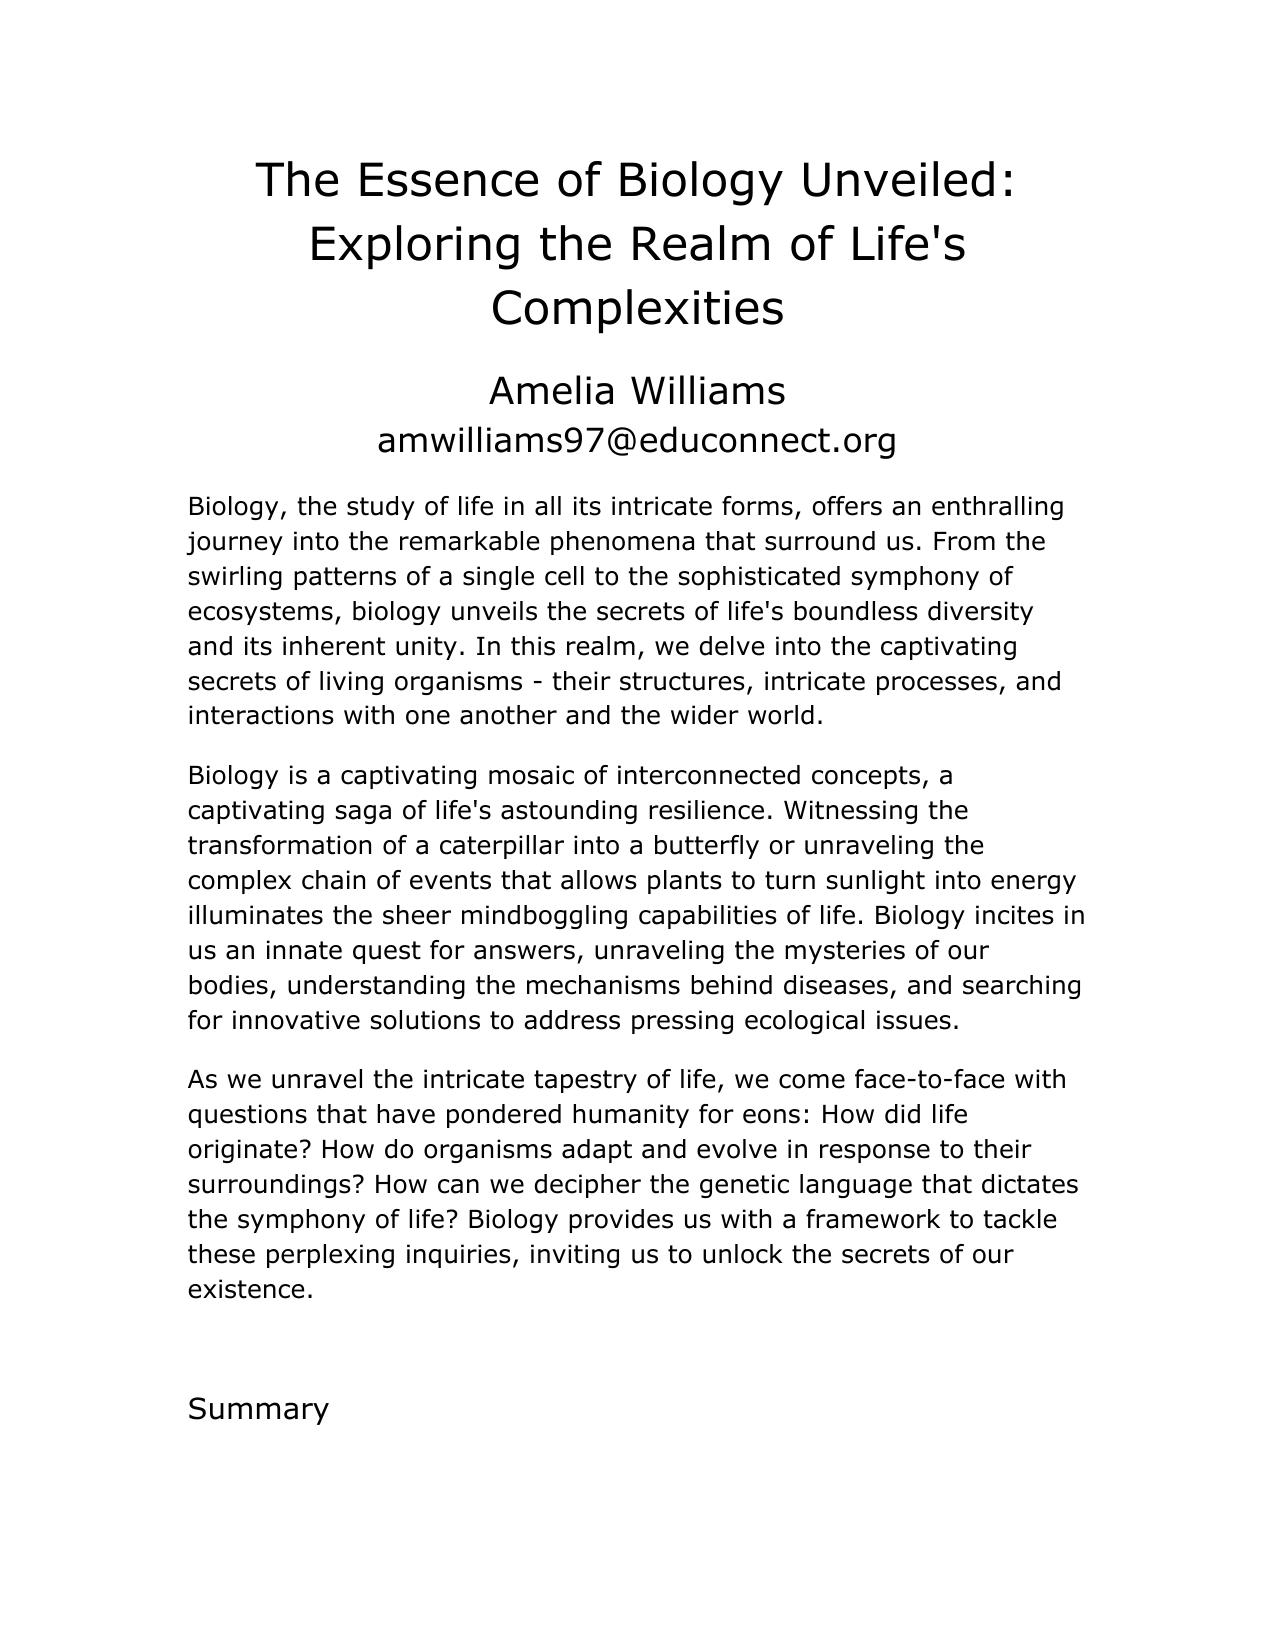 The Essence of Biology Unveiled:
Exploring the Realm of Life's
Complexities
Amelia Williams
amwilliams97@educonnect.org
Biology, the study of life in all its intricate forms, offers an enthralling
journey into the remarkable phenomena that surround us. From the
swirling patterns of a single cell to the sophisticated symphony of
ecosystems, biology unveils the secrets of life's boundless diversity
and its inherent unity. In this realm, we delve into the captivating
secrets of living organisms - their structures, intricate processes, and
interactions with one another and the wider world.
Biology is a captivating mosaic of interconnected concepts, a
captivating saga of life's astounding resilience. Witnessing the
transformation of a caterpillar into a butterfly or unraveling the
complex chain of events that allows plants to turn sunlight into energy
illuminates the sheer mindboggling capabilities of life. Biology incites in
us an innate quest for answers, unraveling the mysteries of our
bodies, understanding the mechanisms behind diseases, and searching
for innovative solutions to address pressing ecological issues.
As we unravel the intricate tapestry of life, we come face-to-face with
questions that have pondered humanity for eons: How did life
originate? How do organisms adapt and evolve in response to their
surroundings? How can we decipher the genetic language that dictates
the symphony of life? Biology provides us with a framework to tackle
these perplexing inquiries, inviting us to unlock the secrets of our
existence.
Summary